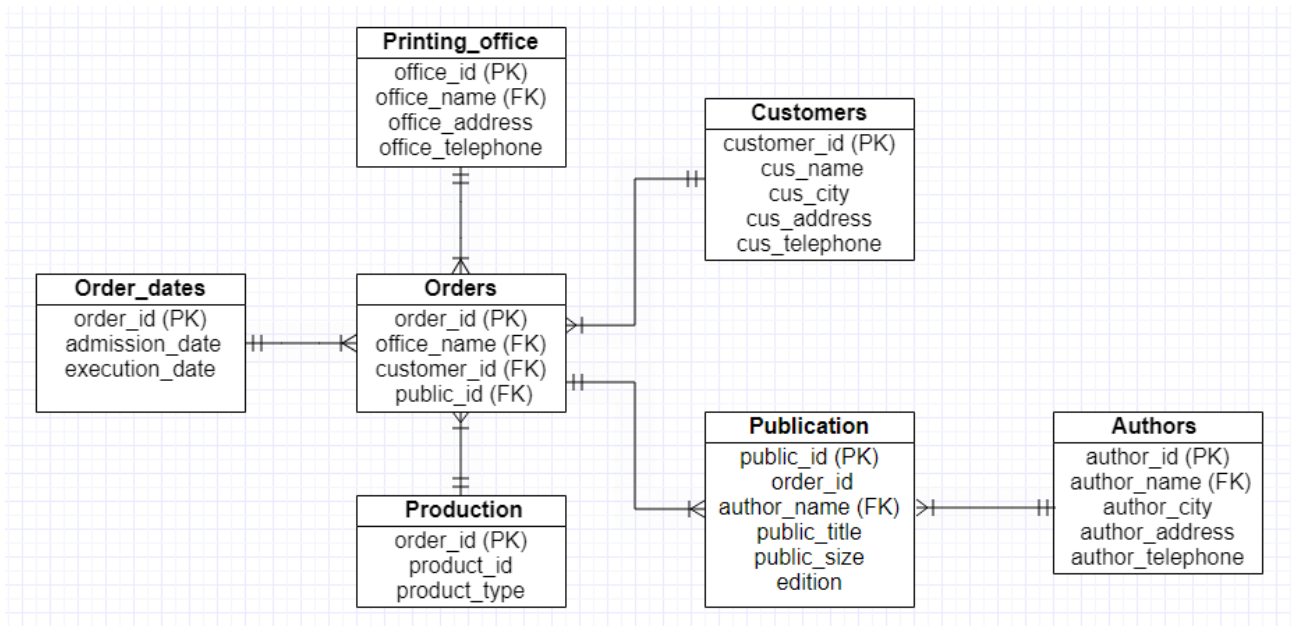 Printing_office
office_id (PK)
office_name (FK)
office_address
office_telephone
Customers
customer_id (PK)
cus_name
cus_city
cus_address
cus_telephone
Order_dates
order_id (PK)
admission_date
execution_date
Orders
order_id (PK)
office_name (FK)
customer_id (FK)
public_id (FK)
Publication
public_id (PK)
order_id
author_name (FK)
public_title
public_size
edition
Authors
author_id (PK)
author_name (FK)
author_city
author_address
author_telephone
Production
order_id (PK)
product_id
product_type